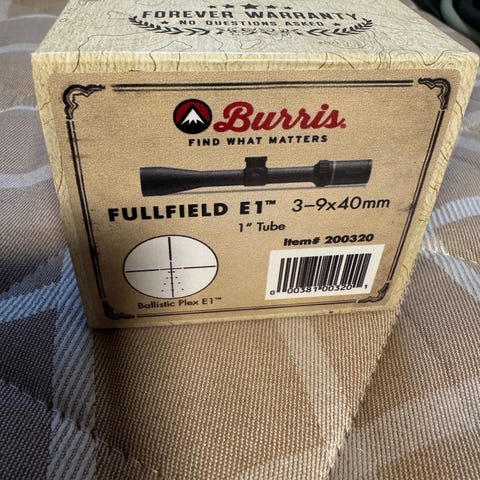 FOREVER WARRANTY
NO QUESTIONS ASKED
Burris.
FIND WHAT MATTERS
FULLFIELD E1™ 3–9x40mm
1" Tube
Item# 200320
Ballistic Plex E1™
0 00381 00320 1